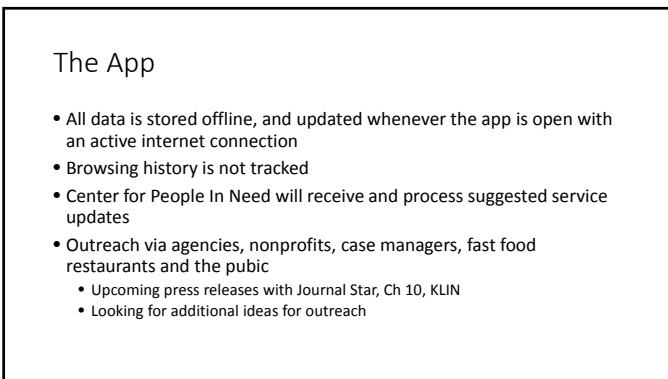 The App
• All data is stored offline, and updated whenever the app is open with
an active internet connection
• Browsing history is not tracked
• Center for People In Need will receive and process suggested service
updates
• Outreach via agencies, nonprofits, case managers, fast food
restaurants and the pubic
• Upcoming press releases with Journal Star, Ch 10, KLIN
• Looking for additional ideas for outreach